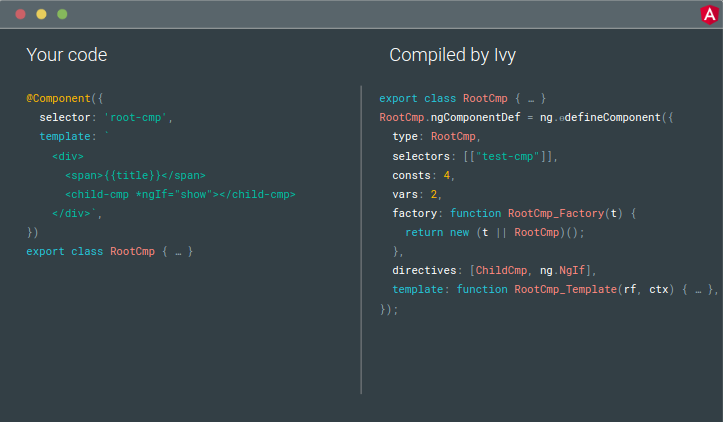 Your code
@Component({
selector: 'root-cmp',
template: `
<div>
<span>{{title}}</span>
<child-cmp *ngIf="show"></child-cmp>
</div>`,
})
export class RootCmp { … }
Compiled by Ivy
export class RootCmp { … }
RootCmp.ngComponentDef = ng.ɵdefineComponent({
type: RootCmp,
selectors: [["test-cmp"]],
consts: 4,
vars: 2,
factory: function RootCmp_Factory(t) {
return new (t || RootCmp)();
},
directives: [ChildCmp, ng.NgIf],
template: function RootCmp_Template(rf, ctx) { … },
});
A